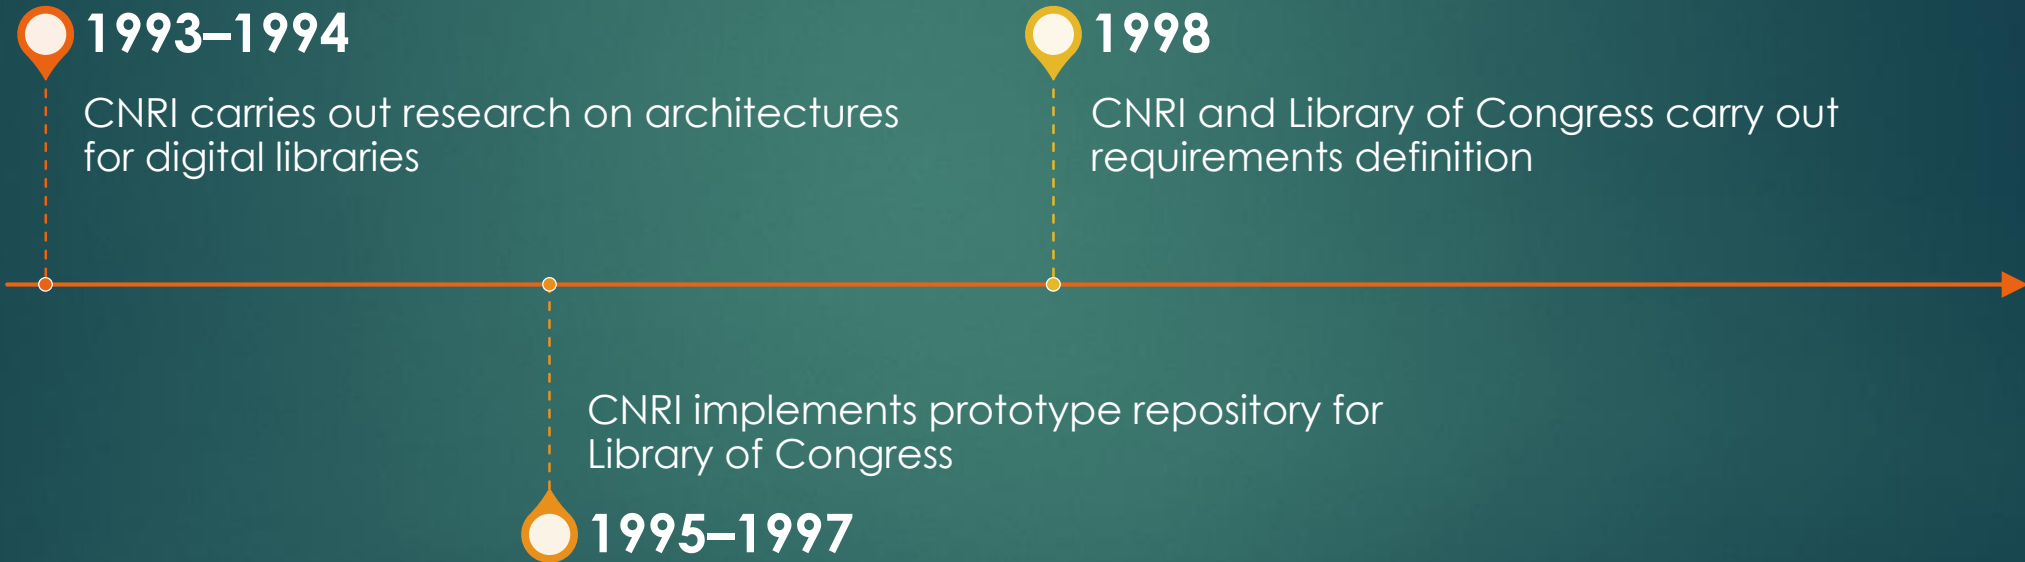 1993–1994
CNRI carries out research on architectures
for digital libraries
1998
CNRI and Library of Congress carry out
requirements definition
CNRI implements prototype repository for
Library of Congress
1995–1997